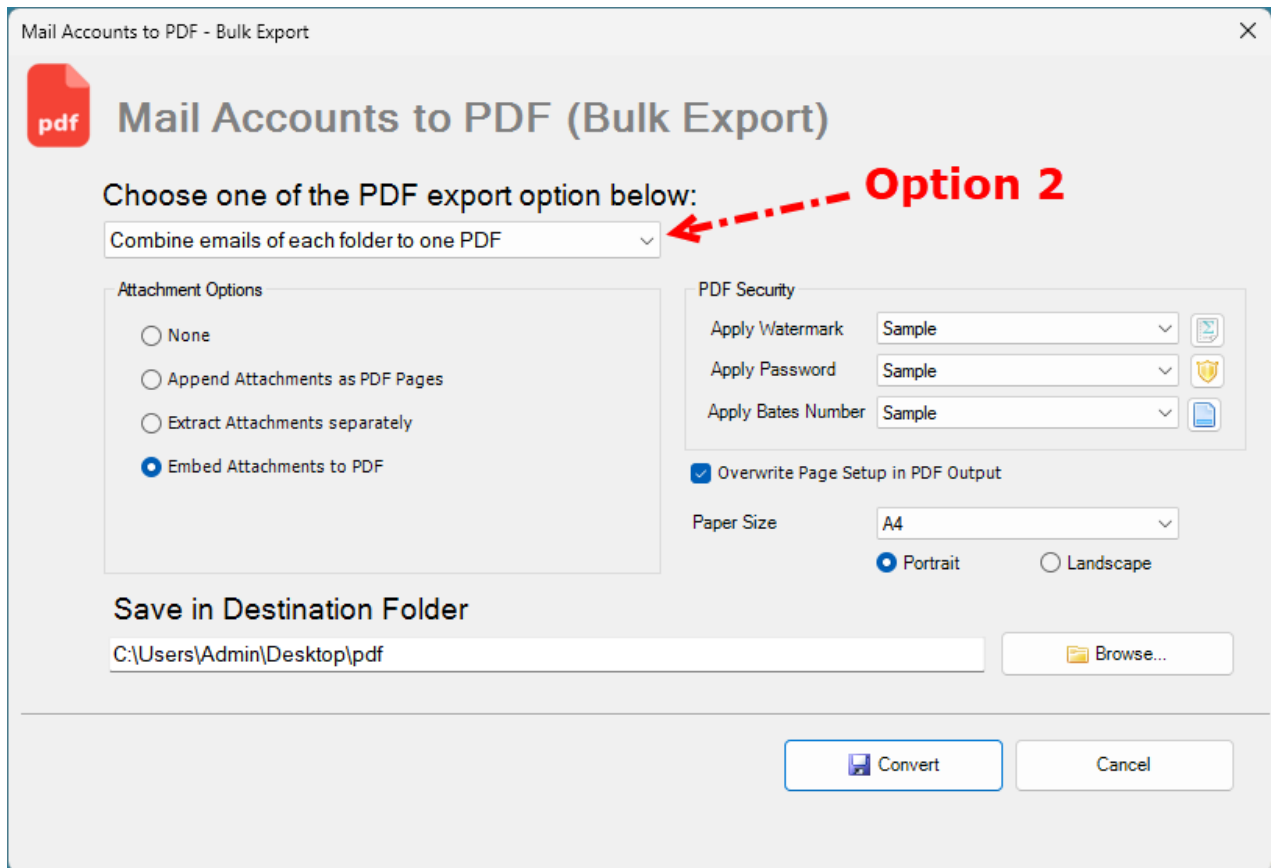 Mail Accounts to PDF - Bulk Export
pdf
Mail Accounts to PDF (Bulk Export)
Choose one of the PDF export option below:
Option 2
Combine emails of each folder to one PDF
Attachment Options
None
Append Attachments as PDF Pages
Extract Attachments separately
Embed Attachments to PDF
PDF Security
Apply Watermark Sample
Apply Password Sample
Apply Bates Number Sample
Overwrite Page Setup in PDF Output
Paper Size A4
Portrait Landscape
Save in Destination Folder
C:\Users\Admin\Desktop\pdf Browse...
Convert Cancel